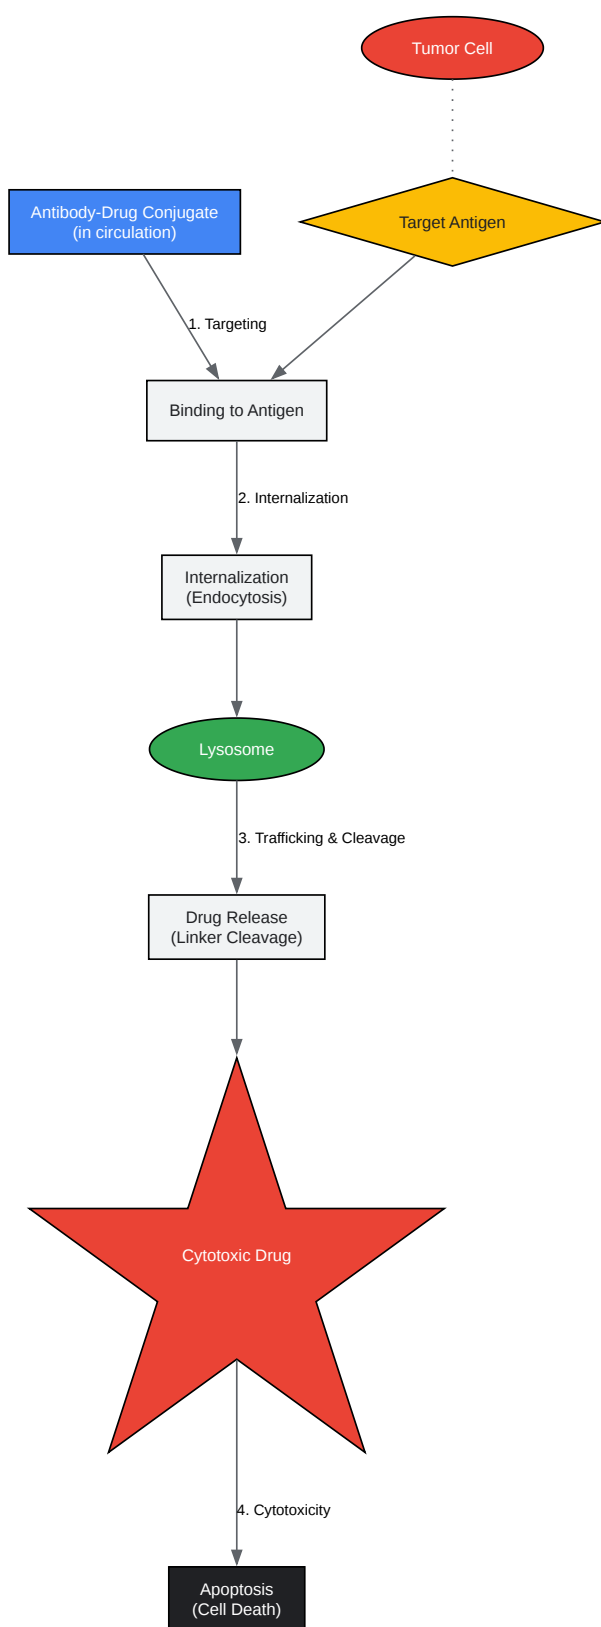 Tumor Cell
Antibody-Drug Conjugate
(in circulation)
Target Antigen
1. Targeting
Binding to Antigen
2. Internalization
Internalization
(Endocytosis)
Lysosome
3. Trafficking & Cleavage
Drug Release
(Linker Cleavage)
Cytotoxic Drug
4. Cytotoxicity
Apoptosis
(Cell Death)